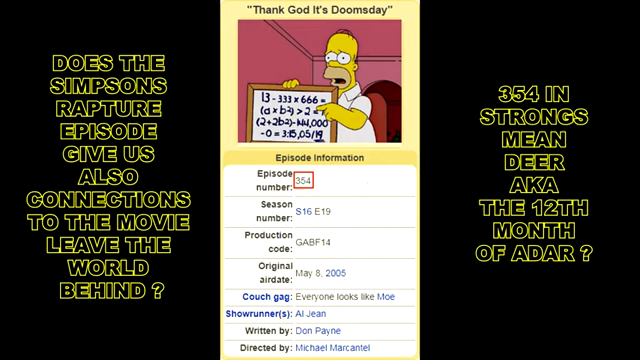 DOES THE
SIMPSONS
RAPTURE
EPISODE
GIVE US
ALSO
CONNECTIONS
TO THE MOVIE
LEAVE THE
WORLD
BEHIND ?
"Thank God It's Doomsday"
13 - 333 x 666 =
(a x b²) > 2 =
(2+2b2)-144,000
-0 = 3:15,05/19
Episode Information
Episode number: 354
Season number: S16 E19
Production code: GABF14
Original airdate: May 8, 2005
Couch gag: Everyone looks like Moe
Showrunner(s): Al Jean
Written by: Don Payne
Directed by: Michael Marcantel
354 IN
STRONGS
MEAN
DEER
AKA
THE 12TH
MONTH
OF ADAR ?